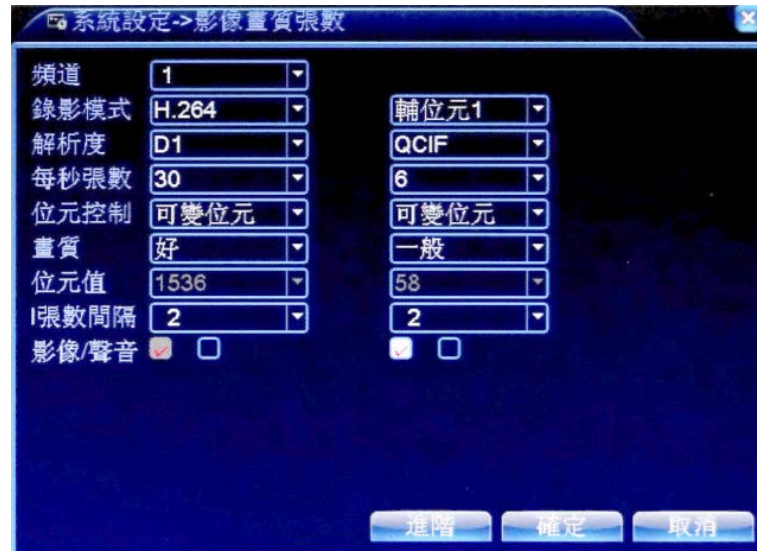 系統設定->影像畫質張數
頻道 1
錄影模式 H.264 輔位元1
解析度 D1 QCIF
每秒張數 30 6
位元控制 可變位元 可變位元
畫質 好 一般
位元值 1536 58
I張數間隔 2 2
影像/聲音
進階 確定 取消